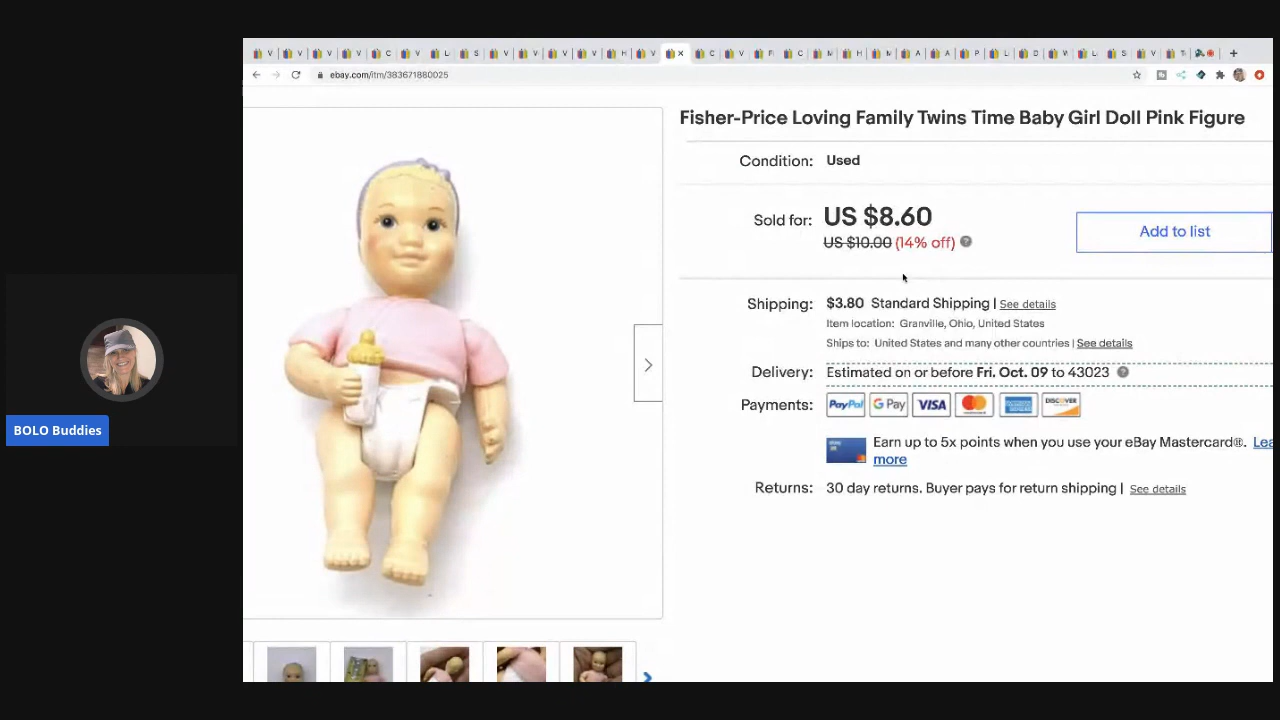 ebay.com/itm/383671880025
Fisher-Price Loving Family Twins Time Baby Girl Doll Pink Figure
Condition: Used
Sold for: US $8.60
US $10.00 (14% off)
Add to list
Shipping: $3.80 Standard Shipping | See details
Item location: Granville, Ohio, United States
Ships to: United States and many other countries | See details
Delivery: Estimated on or before Fri. Oct. 09 to 43023
Payments: PayPal G Pay VISA DISCOVER
Earn up to 5x points when you use your eBay Mastercard®. Lea
more
Returns: 30 day returns. Buyer pays for return shipping | See details
BOLO Buddies